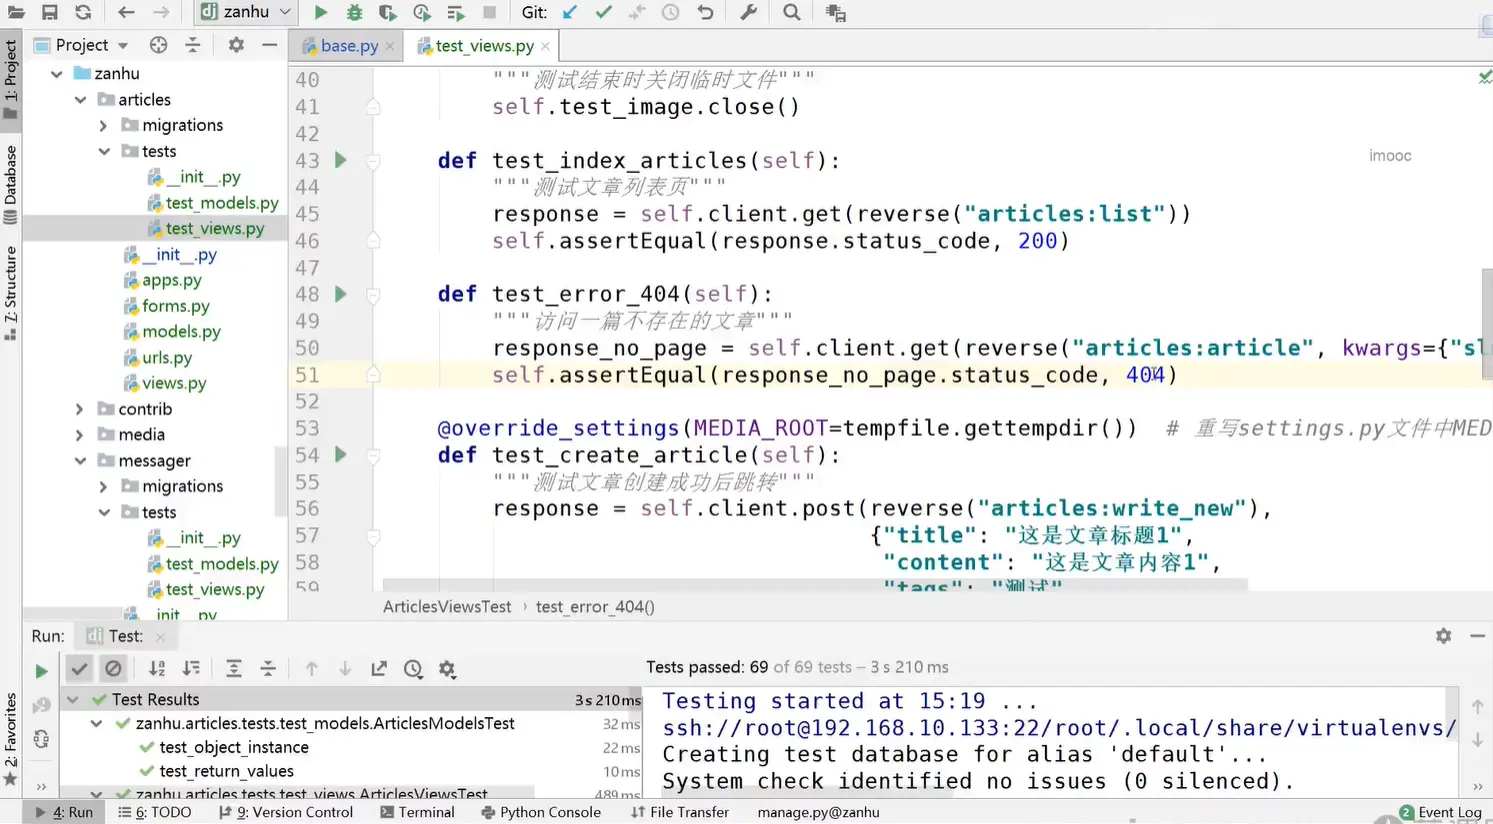 zanhu
Git:
1: Project
Database
Z: Structure
2: Favorites
Project
base.py
test_views.py
zanhu
articles
migrations
tests
__init__.py
test_models.py
test_views.py
__init__.py
apps.py
forms.py
models.py
urls.py
views.py
contrib
media
messager
migrations
tests
__init__.py
test_models.py
test_views.py
__init__.py
imooc
40 """测试结束时关闭临时文件"""
41 self.test_image.close()
42
43 def test_index_articles(self):
44 """测试文章列表页"""
45 response = self.client.get(reverse("articles:list"))
46 self.assertEqual(response.status_code, 200)
47
48 def test_error_404(self):
49 """访问一篇不存在的文章"""
50 response_no_page = self.client.get(reverse("articles:article", kwargs={"sl
51 self.assertEqual(response_no_page.status_code, 404)
52
53 @override_settings(MEDIA_ROOT=tempfile.gettempdir()) # 重写settings.py文件中MED
54 def test_create_article(self):
55 """测试文章创建成功后跳转"""
56 response = self.client.post(reverse("articles:write_new"),
57 {"title": "这是文章标题1",
58 "content": "这是文章内容1",
59 "tags": "测试"
ArticlesViewsTest › test_error_404()
Run: Test:
Tests passed: 69 of 69 tests – 3 s 210 ms
Test Results 3 s 210 ms
zanhu.articles.tests.test_models.ArticlesModelsTest 32 ms
test_object_instance 22 ms
test_return_values 10 ms
zanhu.articles.tests.test_views.ArticlesViewsTest 489 ms
Testing started at 15:19 ...
ssh://root@192.168.10.133:22/root/.local/share/virtualenvs/
Creating test database for alias 'default'...
System check identified no issues (0 silenced).
4: Run 6: TODO 9: Version Control Terminal Python Console File Transfer manage.py@zanhu 2 Event Log